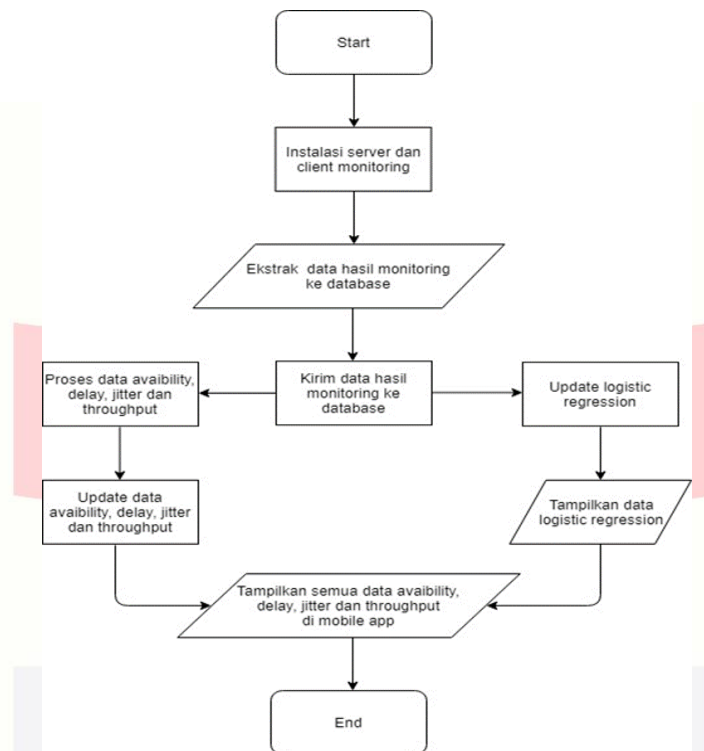 Start
Instalasi server dan
client monitoring
Ekstrak data hasil monitoring
ke database
Proses data avaibility,
delay, jitter dan
throughput
Kirim data hasil
monitoring ke
database
Update logistic
regression
Update data
avaibility, delay, jitter
dan throughput
Tampilkan data
logistic regression
Tampilkan semua data avaibility,
delay, jitter dan throughput
di mobile app
End